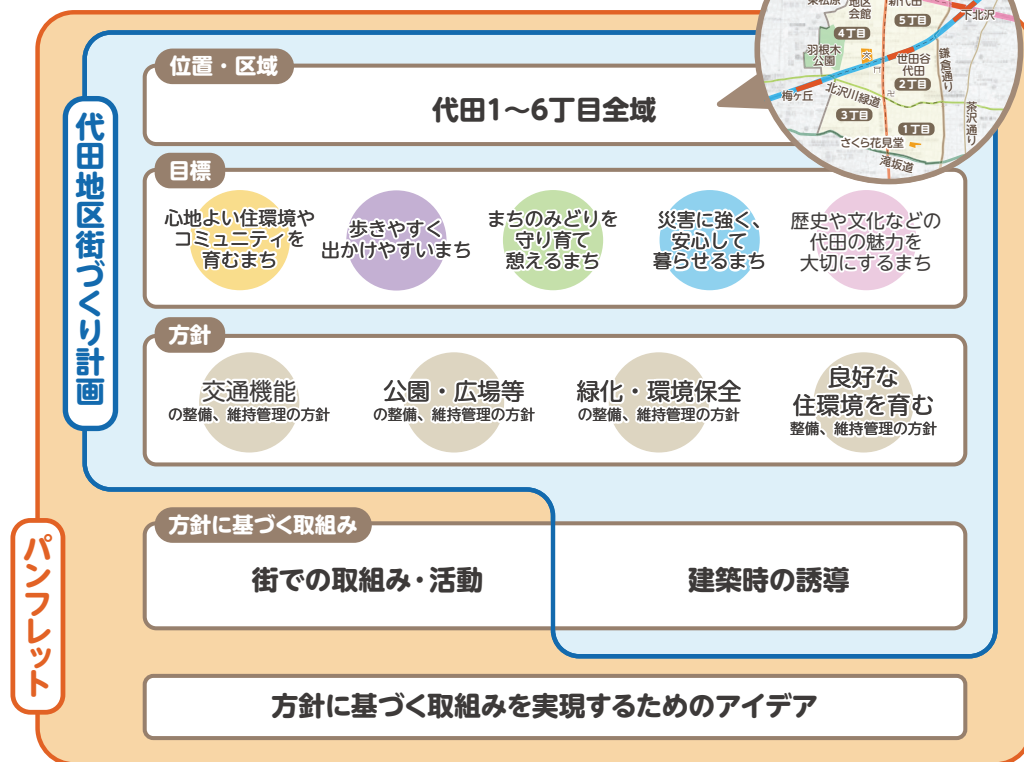 代田地区街づくり計画
パンフレット
位置・区域
代田1〜6丁目全域
地区
会館
新代田
下北沢
5丁目
4丁目
羽根木
公園
世田谷
代田
鎌倉通り
2丁目
梅ヶ丘
北沢川緑道
3丁目
1丁目
茶沢通り
さくら花見堂
滝坂道
目標
心地よい住環境や
コミュニティを
育むまち
歩きやすく
出かけやすいまち
まちのみどりを
守り育て
憩えるまち
災害に強く、
安心して
暮らせるまち
歴史や文化などの
代田の魅力を
大切にするまち
方針
交通機能
の整備、維持管理の方針
公園・広場等
の整備、維持管理の方針
緑化・環境保全
の整備、維持管理の方針
良好な
住環境を育む
整備、維持管理の方針
方針に基づく取組み
街での取組み・活動
建築時の誘導
方針に基づく取組みを実現するためのアイデア